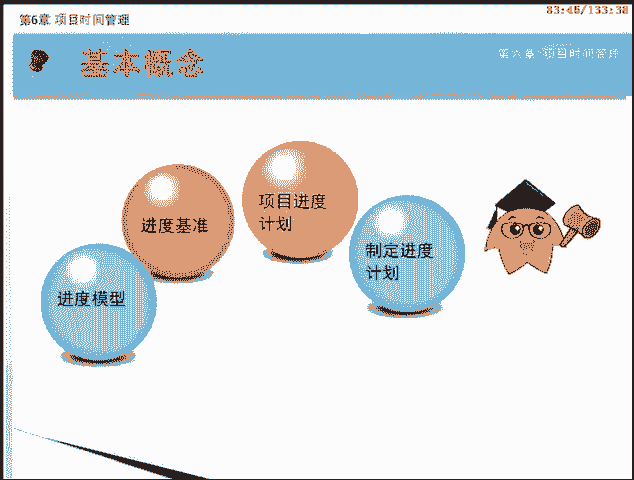 第6章 项目时间管理
83:45/133:38
基本概念
第六章 项目时间管理
进度基准
项目进度
计划
制定进度
计划
进度模型